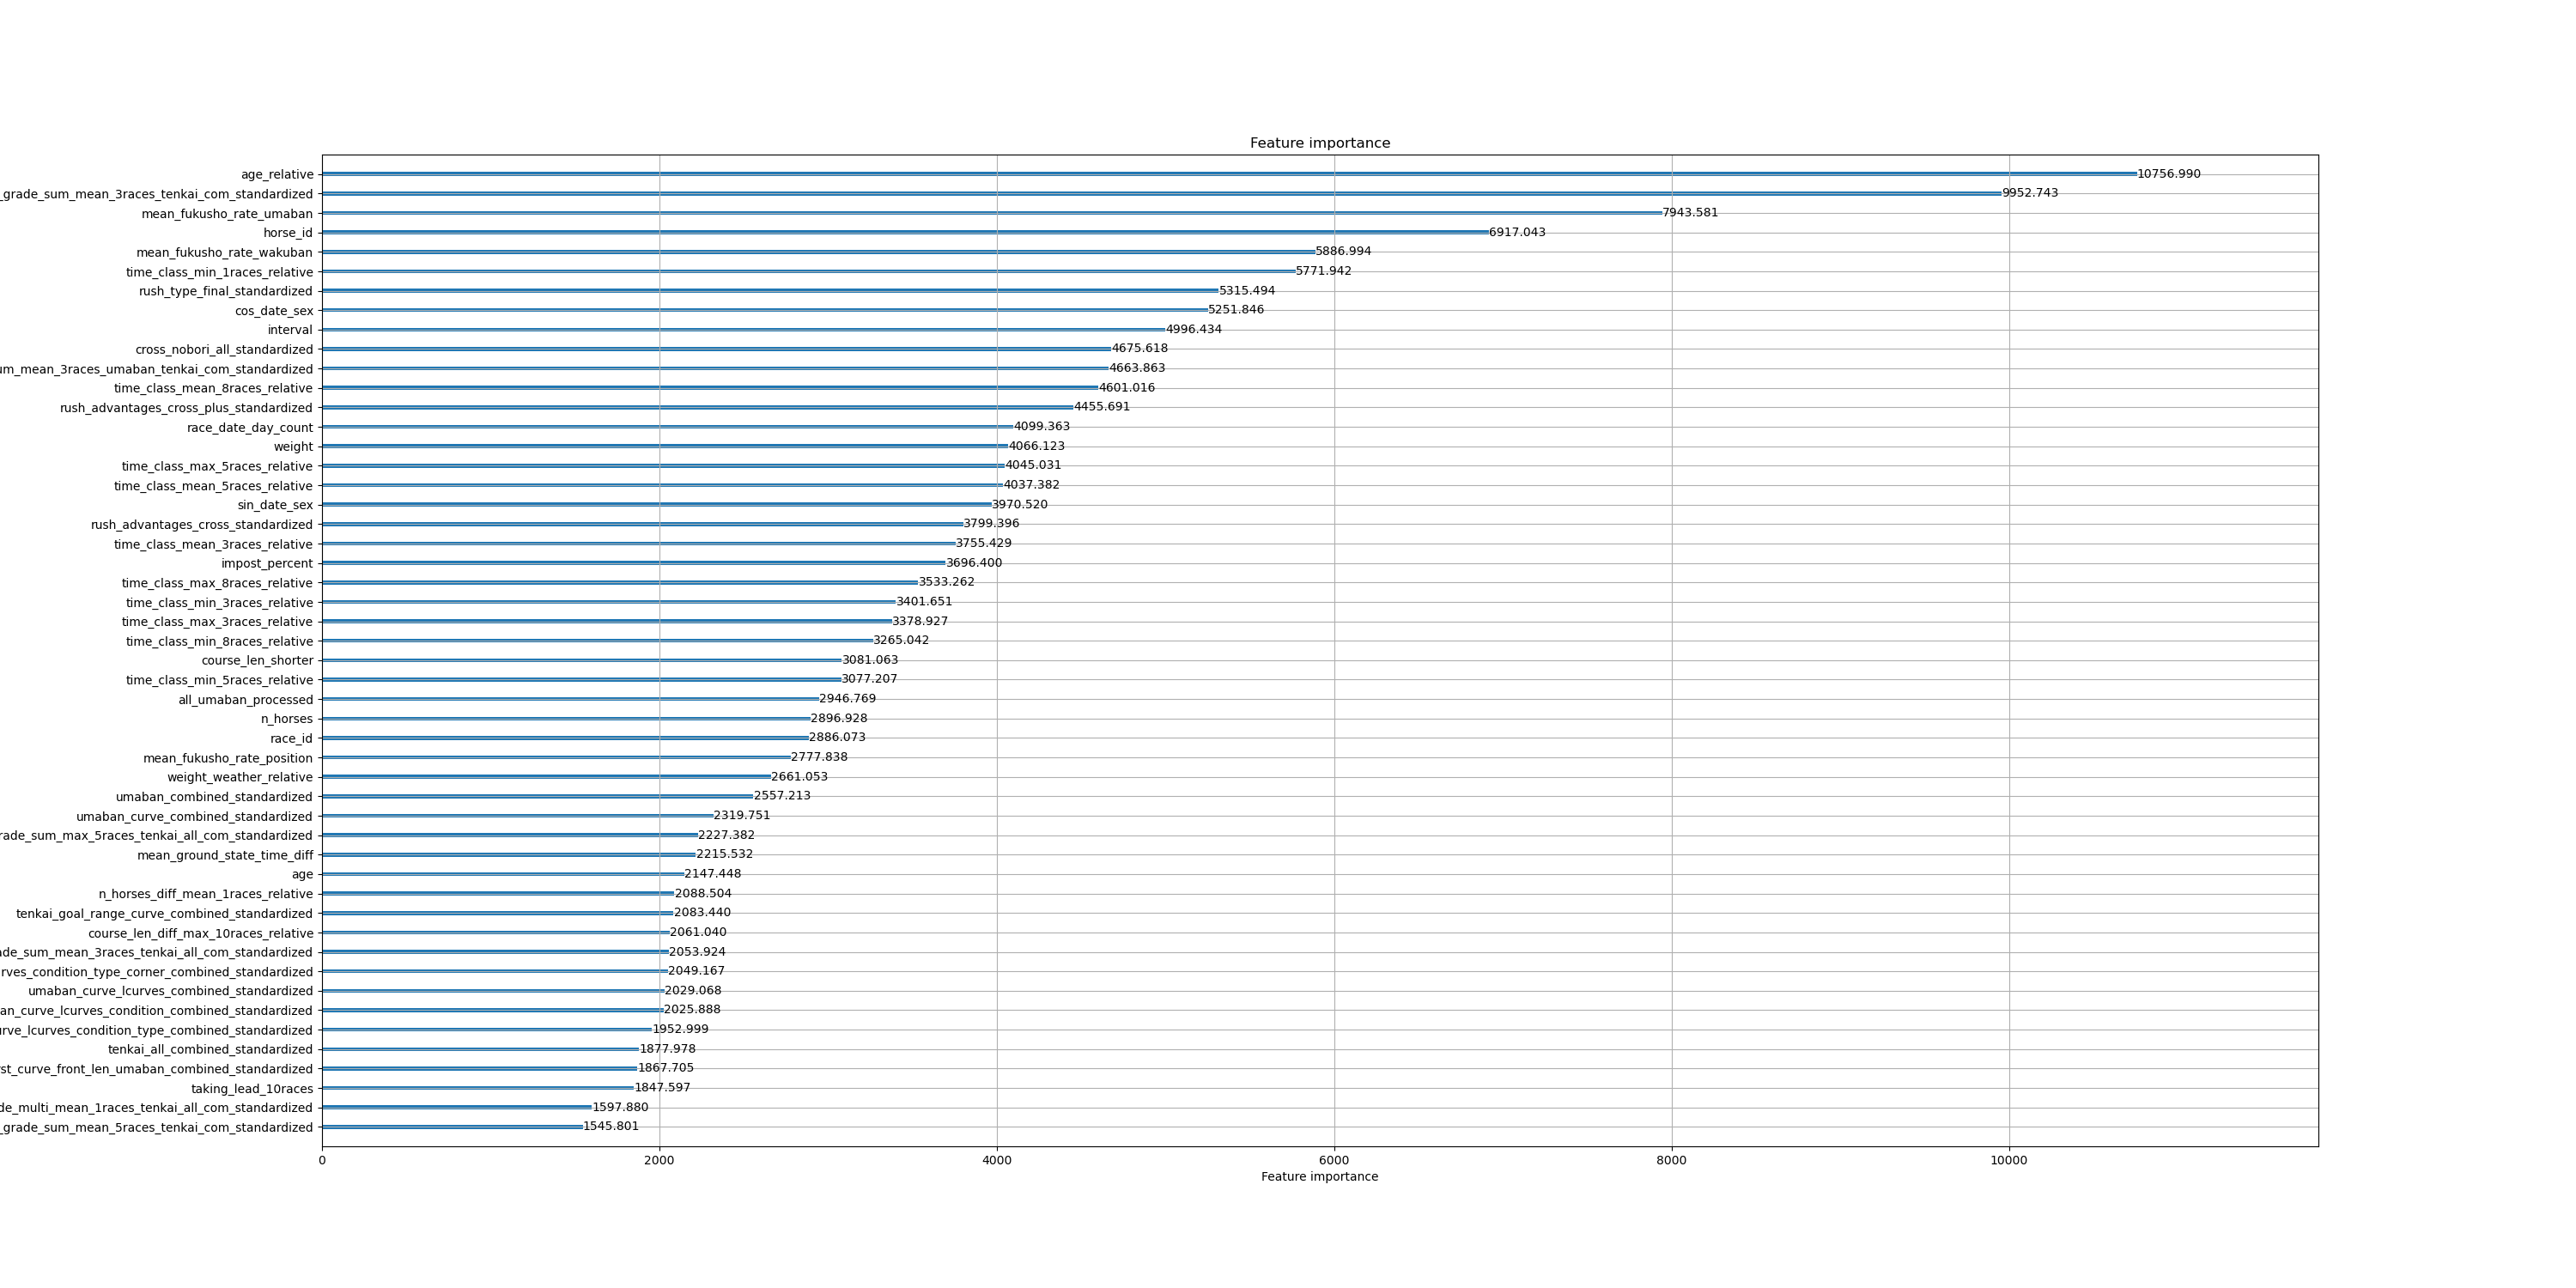 Feature importance
age_relative 10756.990
_grade_sum_mean_3races_tenkai_com_standardized 9952.743
mean_fukusho_rate_umaban 7943.581
horse_id 6917.043
mean_fukusho_rate_wakuban 5886.994
time_class_min_1races_relative 5771.942
rush_type_final_standardized 5315.494
cos_date_sex 5251.846
interval 4996.434
cross_nobori_all_standardized 4675.618
um_mean_3races_umaban_tenkai_com_standardized 4663.863
time_class_mean_8races_relative 4601.016
rush_advantages_cross_plus_standardized 4455.691
race_date_day_count 4099.363
weight 4066.123
time_class_max_5races_relative 4045.031
time_class_mean_5races_relative 4037.382
sin_date_sex 3970.520
rush_advantages_cross_standardized 3799.396
time_class_mean_3races_relative 3755.429
impost_percent 3696.400
time_class_max_8races_relative 3533.262
time_class_min_3races_relative 3401.651
time_class_max_3races_relative 3378.927
time_class_min_8races_relative 3265.042
course_len_shorter 3081.063
time_class_min_5races_relative 3077.207
all_umaban_processed 2946.769
n_horses 2896.928
race_id 2886.073
mean_fukusho_rate_position 2777.838
weight_weather_relative 2661.053
umaban_combined_standardized 2557.213
umaban_curve_combined_standardized 2319.751
rade_sum_max_5races_tenkai_all_com_standardized 2227.382
mean_ground_state_time_diff 2215.532
age 2147.448
n_horses_diff_mean_1races_relative 2088.504
tenkai_goal_range_curve_combined_standardized 2083.440
course_len_diff_max_10races_relative 2061.040
de_sum_mean_3races_tenkai_all_com_standardized 2053.924
rves_condition_type_corner_combined_standardized 2049.167
umaban_curve_lcurves_combined_standardized 2029.068
an_curve_lcurves_condition_combined_standardized 2025.888
rve_lcurves_condition_type_combined_standardized 1952.999
tenkai_all_combined_standardized 1877.978
st_curve_front_len_umaban_combined_standardized 1867.705
taking_lead_10races 1847.597
de_multi_mean_1races_tenkai_all_com_standardized 1597.880
_grade_sum_mean_5races_tenkai_com_standardized 1545.801
0 2000 4000 6000 8000 10000
Feature importance